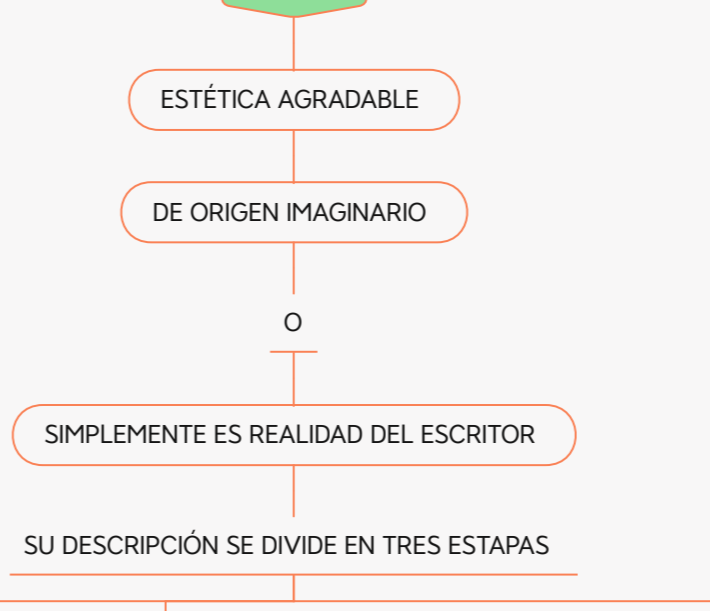 ESTÉTICA AGRADABLE
DE ORIGEN IMAGINARIO
O
SIMPLEMENTE ES REALIDAD DEL ESCRITOR
SU DESCRIPCIÓN SE DIVIDE EN TRES ESTAPAS